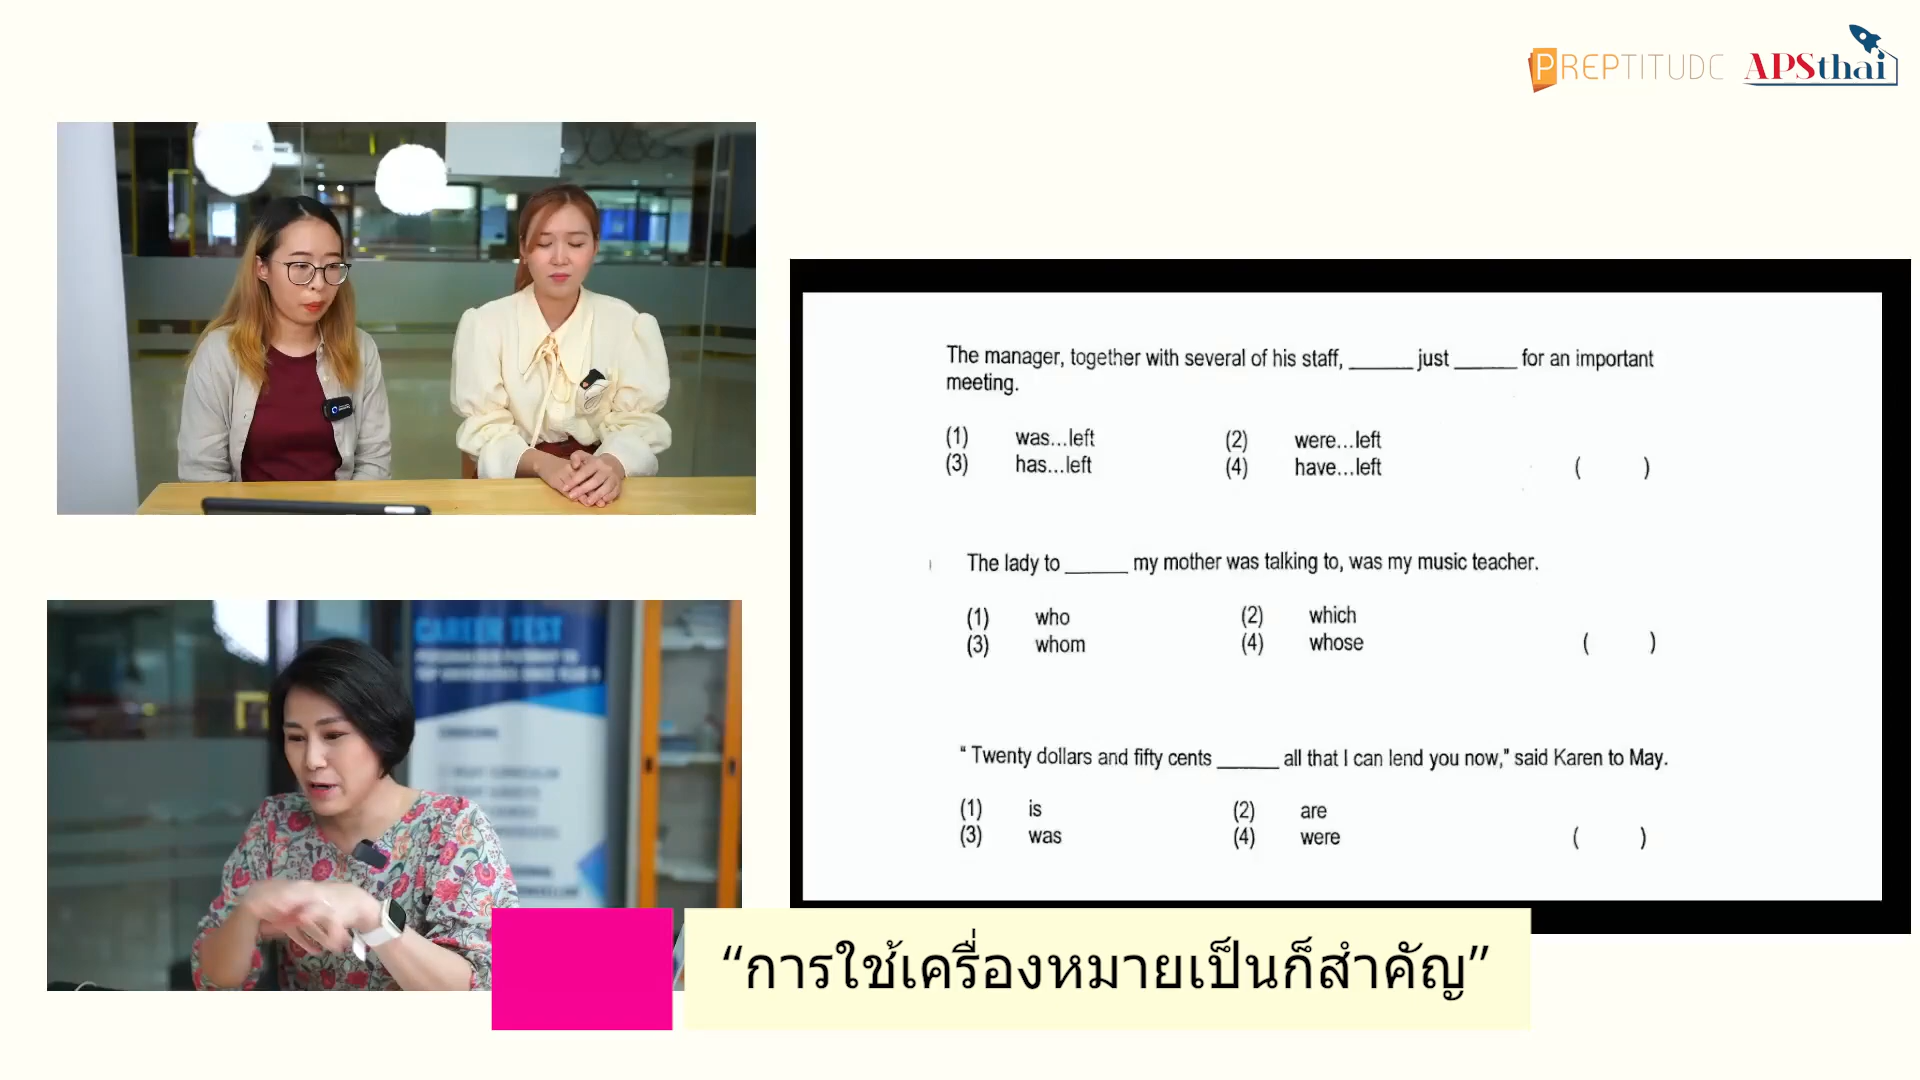 PREPTITUDE
APSthai
The manager, together with several of his staff, ______ just ______ for an important
meeting.
(1) was...left (2) were...left
(3) has...left (4) have...left ( )
The lady to ______ my mother was talking to, was my music teacher.
(1) who (2) which
(3) whom (4) whose ( )
“ Twenty dollars and fifty cents ______ all that I can lend you now,” said Karen to May.
(1) is (2) are
(3) was (4) were ( )
CAREER TEST
“การใช้เครื่องหมายเป็นก็สำคัญ”